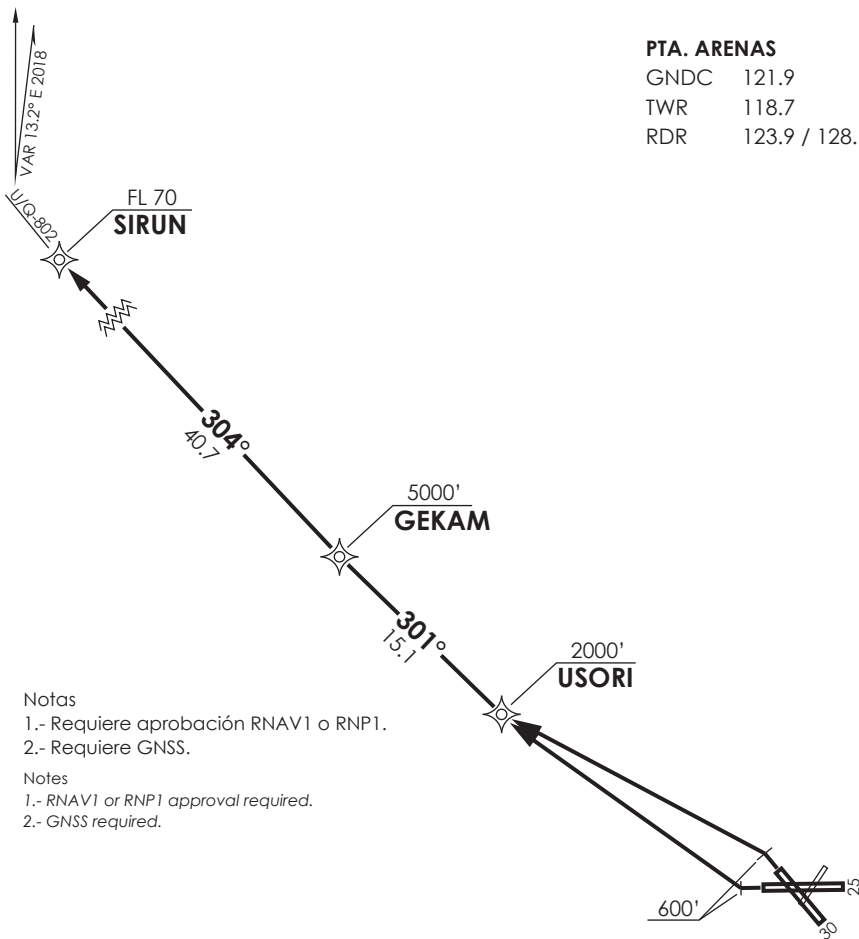 PTA. ARENAS
GNDC 121.9
TWR 118.7
RDR 123.9 / 128.
VAR 13.2° E 2018
U/Q-802
FL 70
SIRUN
304°
40.7
5000'
GEKAM
301°
15.1
2000'
USORI
Notas
1.- Requiere aprobación RNAV1 o RNP1.
2.- Requiere GNSS.
Notes
1.- RNAV1 or RNP1 approval required.
2.- GNSS required.
600'
25
30